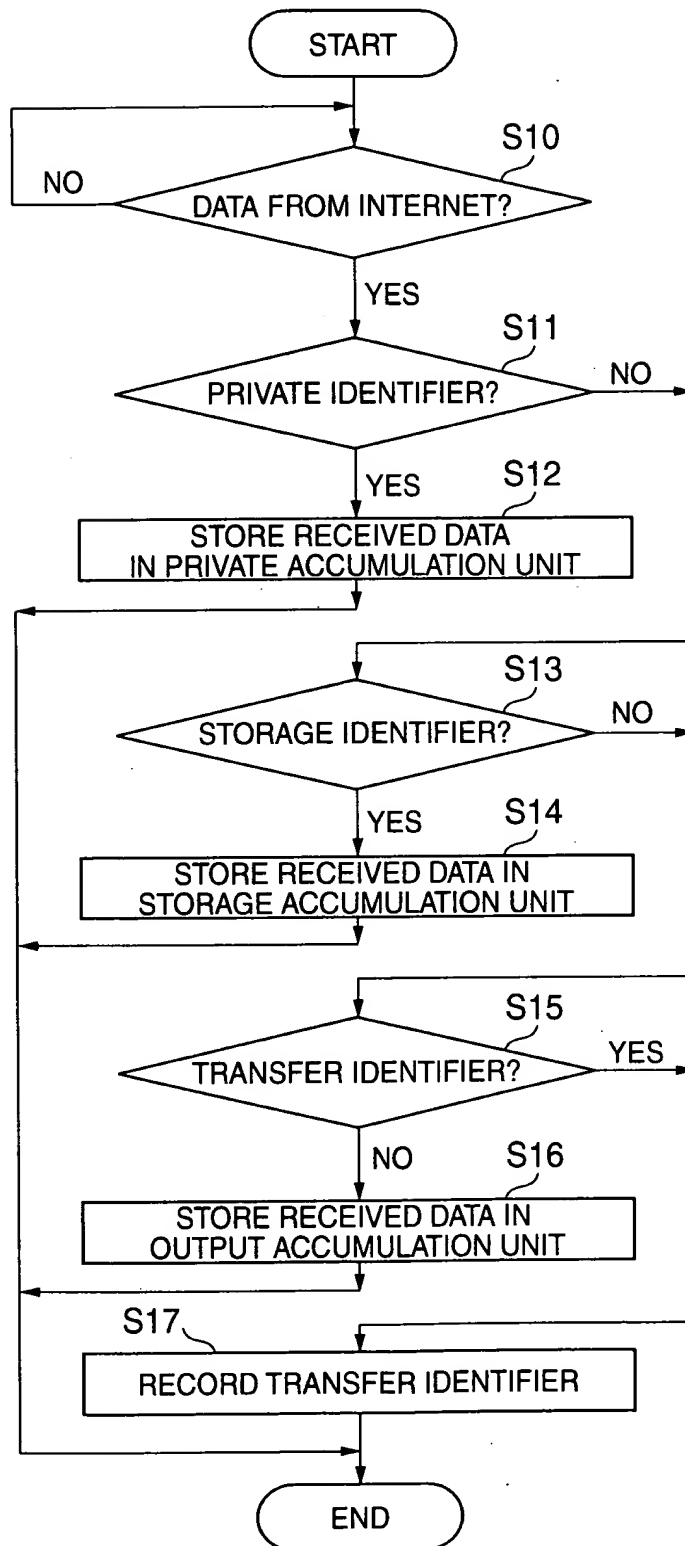 START
S10
NO
DATA FROM INTERNET?
YES
S11
PRIVATE IDENTIFIER?
NO
YES
S12
STORE RECEIVED DATA
IN PRIVATE ACCUMULATION UNIT
S13
STORAGE IDENTIFIER?
NO
YES
S14
STORE RECEIVED DATA IN
STORAGE ACCUMULATION UNIT
S15
TRANSFER IDENTIFIER?
YES
NO
S16
STORE RECEIVED DATA IN
OUTPUT ACCUMULATION UNIT
S17
RECORD TRANSFER IDENTIFIER
END